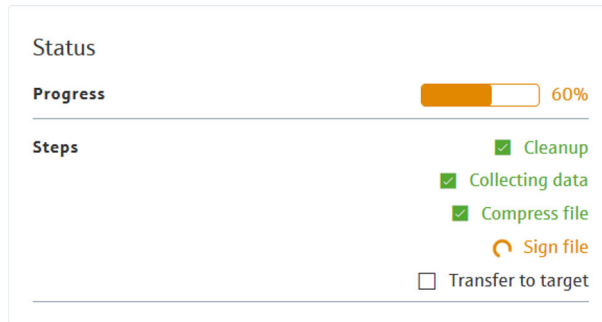 Status
Progress 60%
Steps Cleanup
Collecting data
Compress file
Sign file
Transfer to target